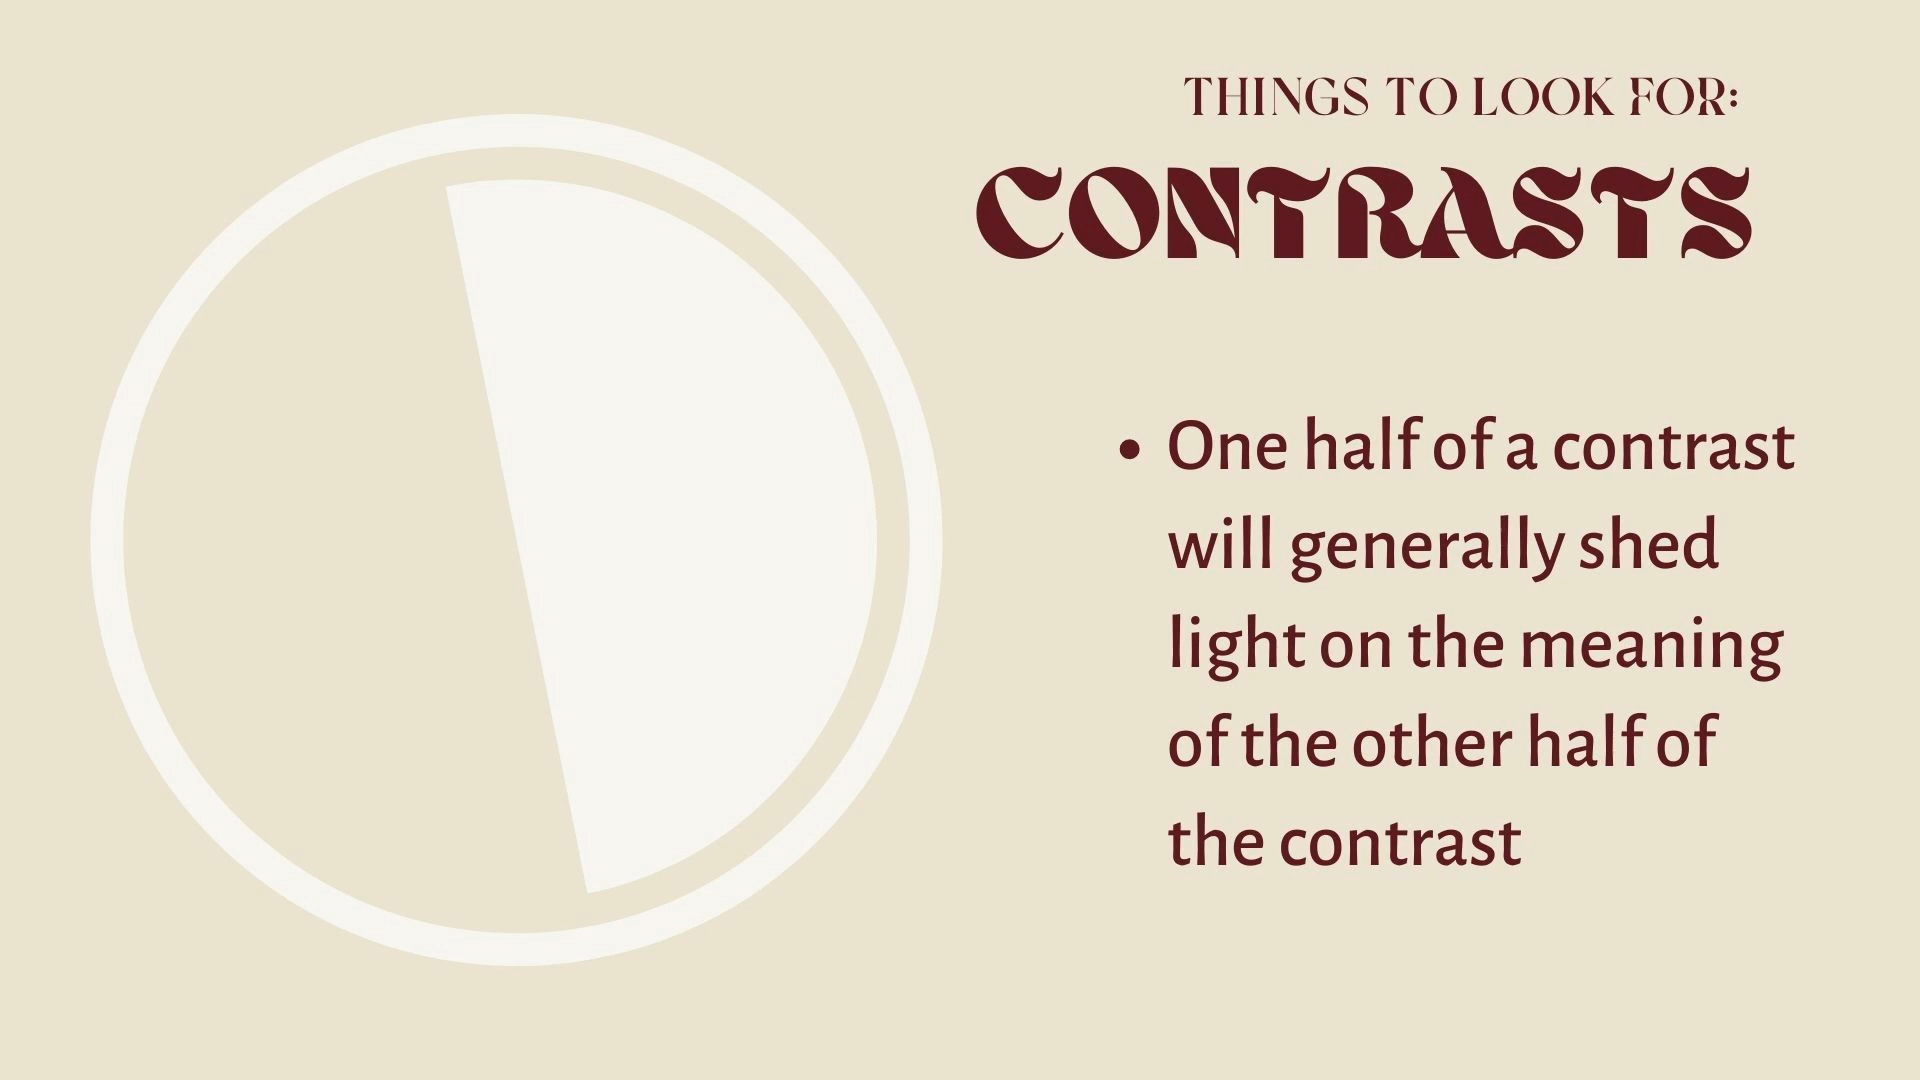 THINGS TO LOOK FOR:
CONTRASTS
• One half of a contrast
will generally shed
light on the meaning
of the other half of
the contrast